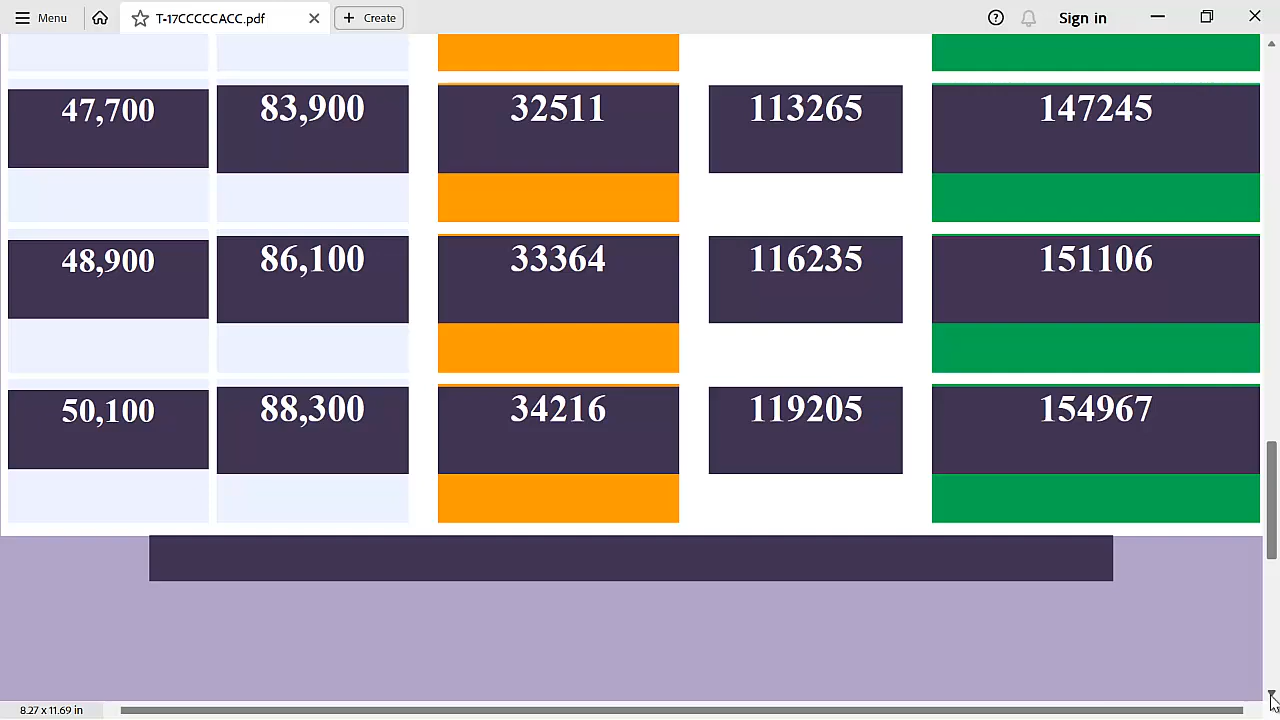 Menu T-17CCCCCACC.pdf Create Sign in
47,700 83,900 32511 113265 147245
48,900 86,100 33364 116235 151106
50,100 88,300 34216 119205 154967
8.27 x 11.69 in